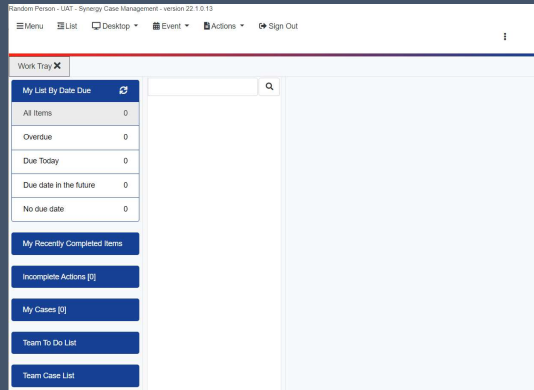 Random Person - UAT - Synergy Case Management - version 22.1.0.13
Menu List Desktop Event Actions Sign Out
Work Tray
My List By Date Due
All Items 0
Overdue 0
Due Today 0
Due date in the future 0
No due date 0
My Recently Completed Items
Incomplete Actions [0]
My Cases [0]
Team To Do List
Team Case List